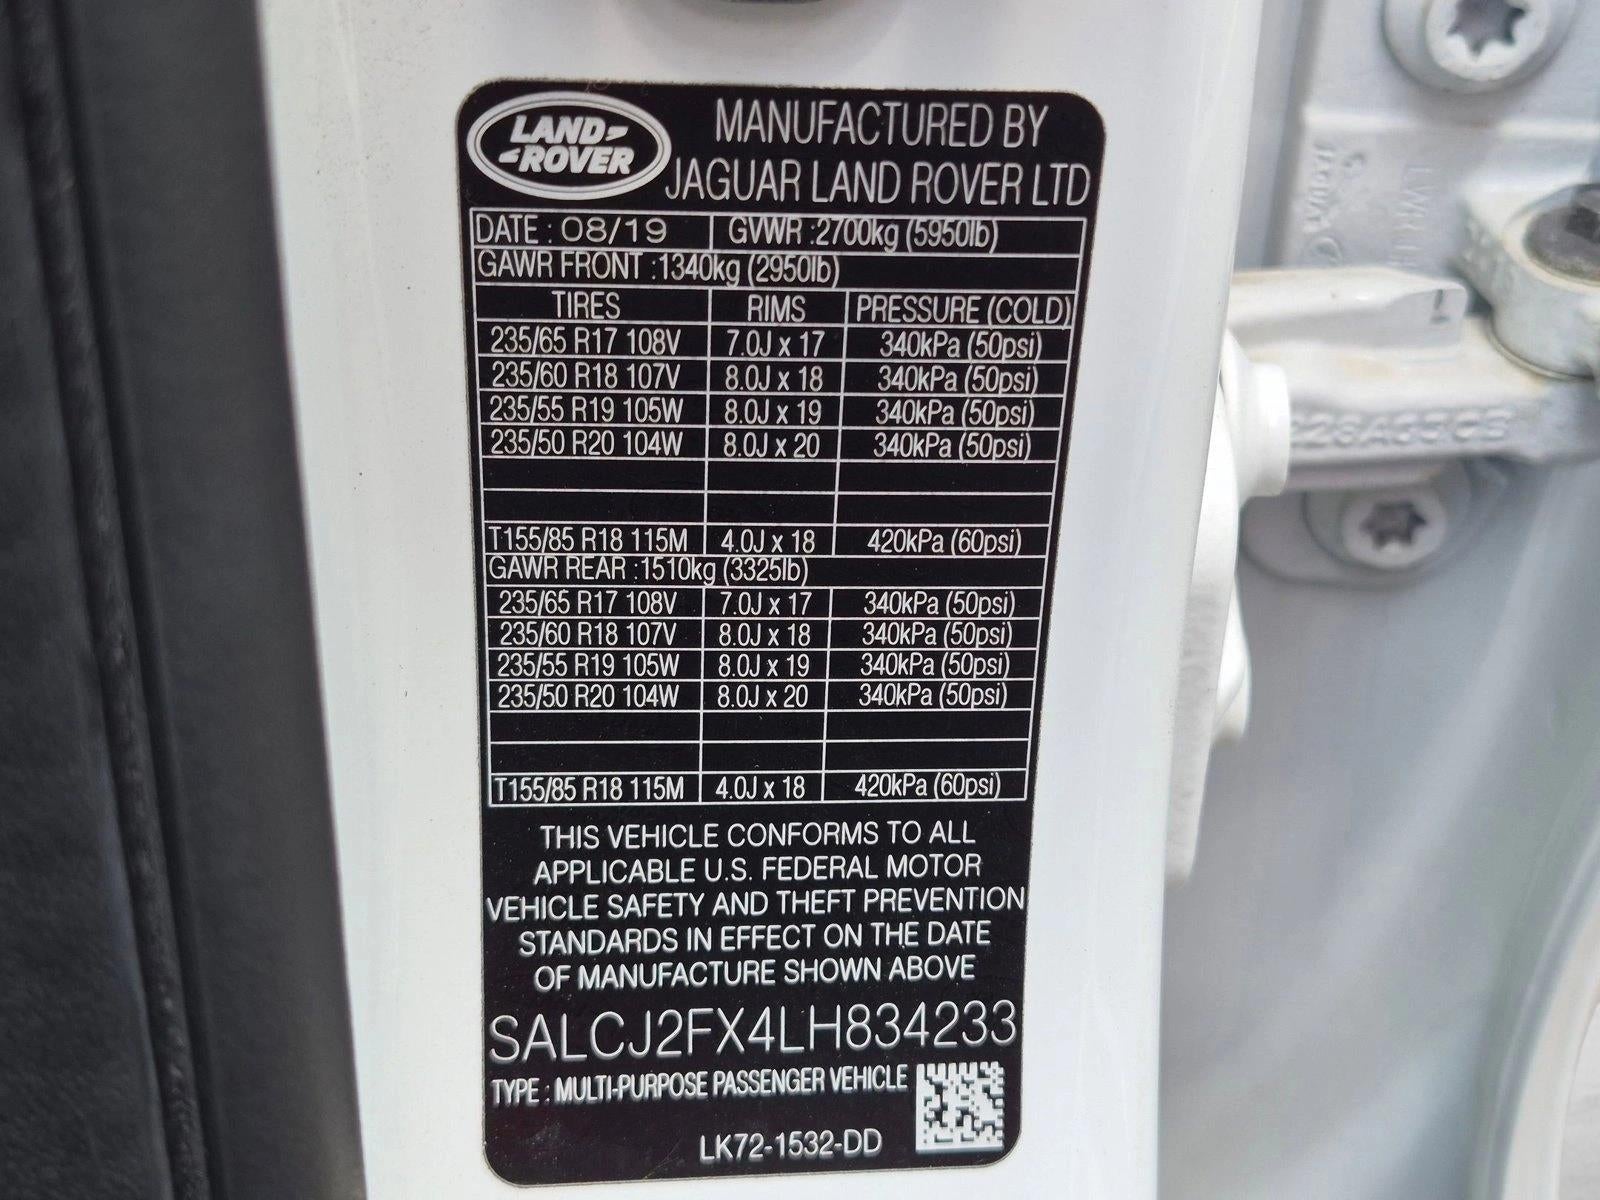 LAND-
-ROVER
MANUFACTURED BY
JAGUAR LAND ROVER LTD
DATE : 08/19 GVWR :2700kg (5950lb)
GAWR FRONT :1340kg (2950lb)
TIRES RIMS PRESSURE (COLD)
235/65 R17 108V 7.0J x 17 340kPa (50psi)
235/60 R18 107V 8.0J x 18 340kPa (50psi)
235/55 R19 105W 8.0J x 19 340kPa (50psi)
235/50 R20 104W 8.0J x 20 340kPa (50psi)
T155/85 R18 115M 4.0J x 18 420kPa (60psi)
GAWR REAR :1510kg (3325lb)
235/65 R17 108V 7.0J x 17 340kPa (50psi)
235/60 R18 107V 8.0J x 18 340kPa (50psi)
235/55 R19 105W 8.0J x 19 340kPa (50psi)
235/50 R20 104W 8.0J x 20 340kPa (50psi)
T155/85 R18 115M 4.0J x 18 420kPa (60psi)
THIS VEHICLE CONFORMS TO ALL
APPLICABLE U.S. FEDERAL MOTOR
VEHICLE SAFETY AND THEFT PREVENTION
STANDARDS IN EFFECT ON THE DATE
OF MANUFACTURE SHOWN ABOVE
SALCJ2FX4LH834233
TYPE : MULTI-PURPOSE PASSENGER VEHICLE
LK72-1532-DD